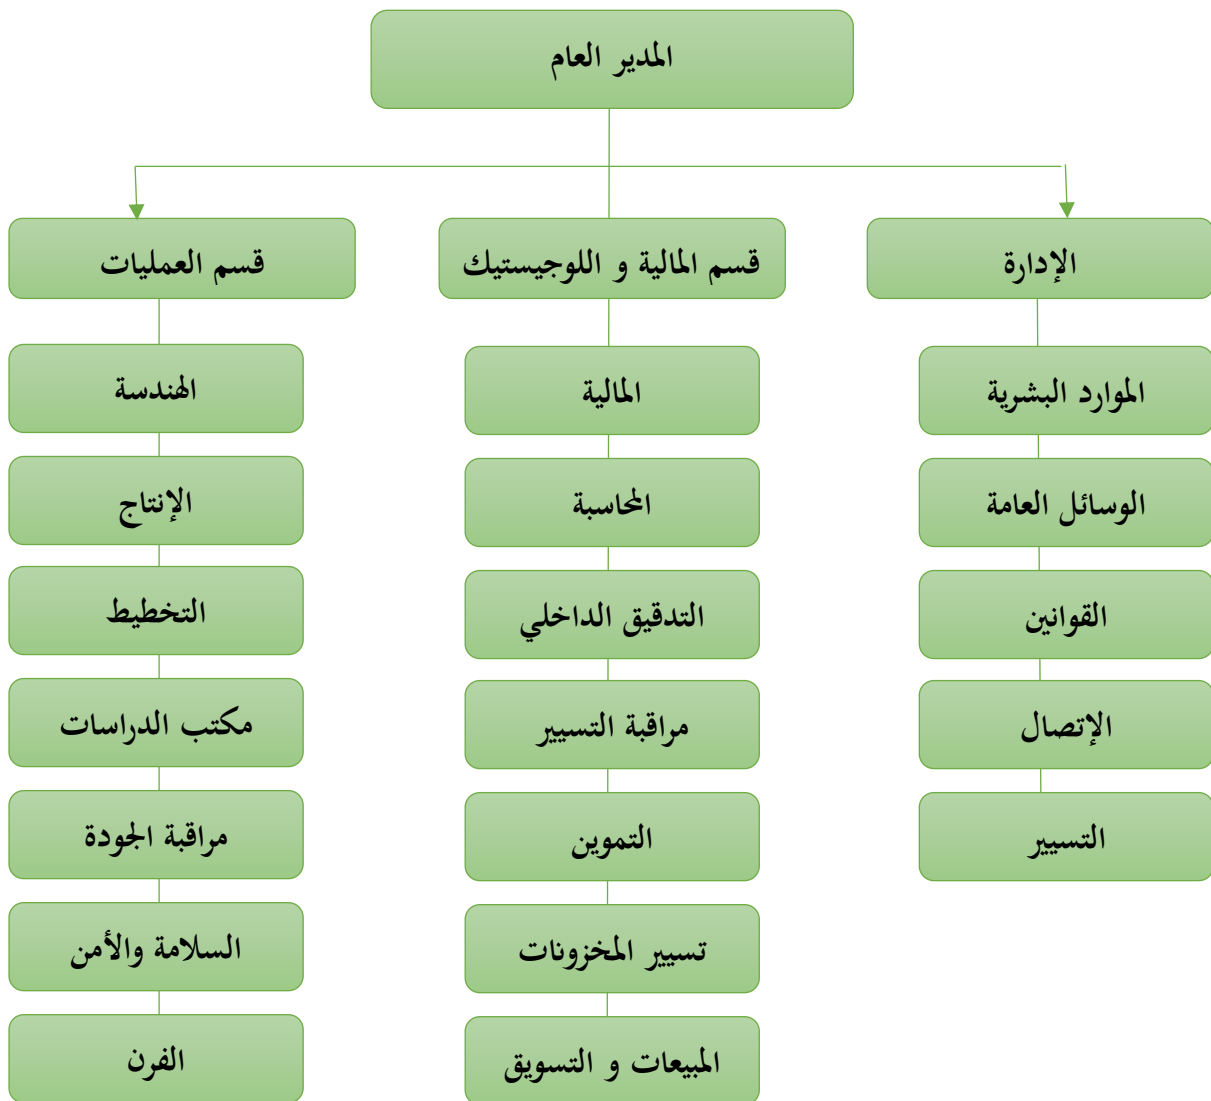 المدير العام
الإدارة
قسم المالية و اللوجيستيك
قسم العمليات
الموارد البشرية
المالية
الهندسة
الوسائل العامة
المحاسبة
الإنتاج
القوانين
التدقيق الداخلي
التخطيط
الإتصال
مراقبة التسيير
مكتب الدراسات
التسيير
التموين
مراقبة الجودة
تسيير المخزونات
السلامة والأمن
المبيعات و التسويق
الفرن